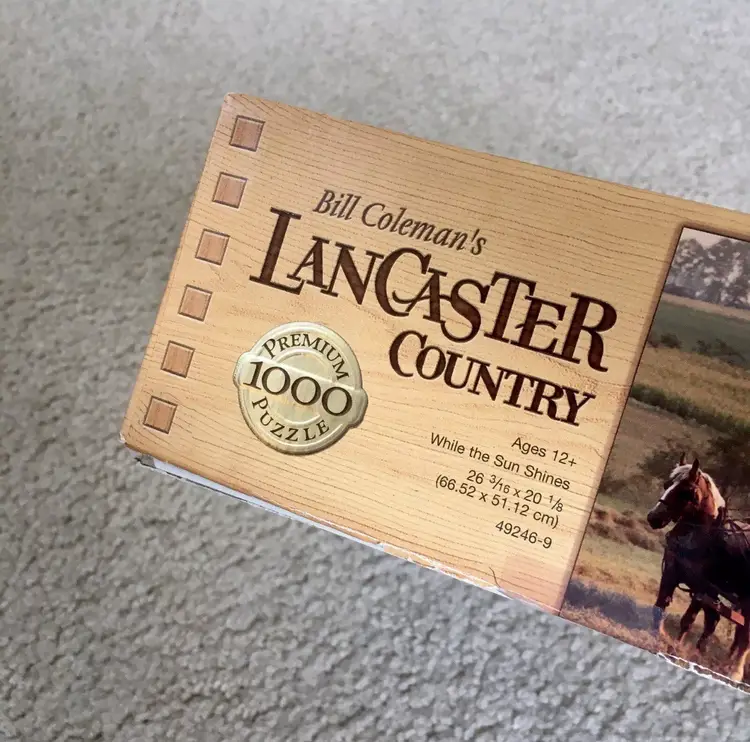 Bill Coleman's
LANCASTER
COUNTRY
PREMIUM
1000
PUZZLE
Ages 12+
While the Sun Shines
26 3/16 x 20 1/8
(66.52 x 51.12 cm)
49246-9